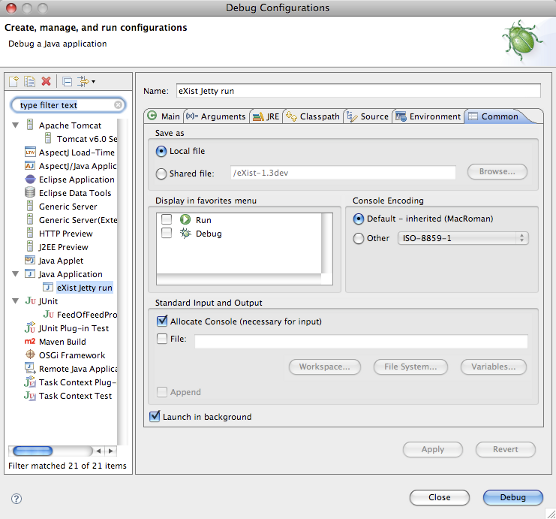 Debug Configurations
Create, manage, and run configurations
Debug a Java application
type filter text
Apache Tomcat
Tomcat v6.0 Se
AspectJ Load-Time
AspectJ/Java Applic
Eclipse Application
Eclipse Data Tools
Generic Server
Generic Server(Exte
HTTP Preview
J2EE Preview
Java Applet
Java Application
eXist Jetty run
JUnit
FeedOfFeedPro
JUnit Plug-in Test
Maven Build
OSGi Framework
Remote Java Applica
Task Context Plug-
Task Context Test
Filter matched 21 of 21 items
Name: eXist Jetty run
Main (x)= Arguments JRE Classpath Source Environment Common
Save as
Local file
Shared file: /eXist-1.3dev Browse...
Display in favorites menu
Run
Debug
Console Encoding
Default - inherited (MacRoman)
Other ISO-8859-1
Standard Input and Output
Allocate Console (necessary for input)
File:
Workspace... File System... Variables...
Append
Launch in background
Apply Revert
Close Debug